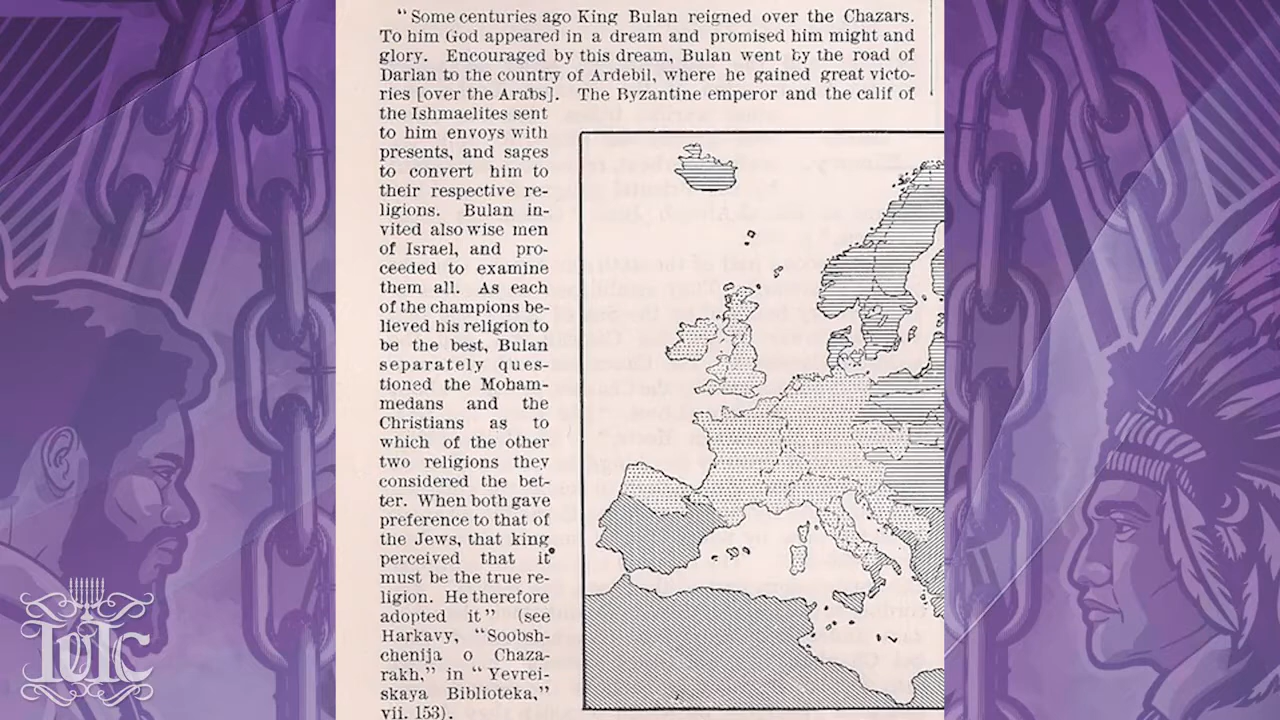 “Some centuries ago King Bulan reigned over the Chazars.
To him God appeared in a dream and promised him might and
glory. Encouraged by this dream, Bulan went by the road of
Darlan to the country of Ardebil, where he gained great victo-
ries [over the Arabs]. The Byzantine emperor and the calif of
the Ishmaelites sent
to him envoys with
presents, and sages
to convert him to
their respective re-
ligions. Bulan in-
vited also wise men
of Israel, and pro-
ceeded to examine
them all. As each
of the champions be-
lieved his religion to
be the best, Bulan
separately ques-
tioned the Moham-
medans and the
Christians as to
which of the other
two religions they
considered the bet-
ter. When both gave
preference to that of
the Jews, that king
perceived that it
must be the true re-
ligion. He therefore
adopted it” (see
Harkavy, “Soobsh-
chenija o Chaza-
rakh,” in “Yevrei-
skaya Biblioteka,”
vii. 153).
IUIC